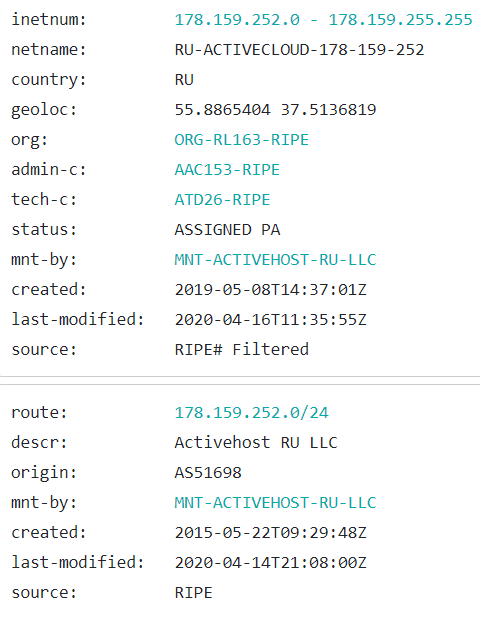 inetnum: 178.159.252.0 - 178.159.255.255
netname: RU-ACTIVECLOUD-178-159-252
country: RU
geoloc: 55.8865404 37.5136819
org: ORG-RL163-RIPE
admin-c: AAC153-RIPE
tech-c: ATD26-RIPE
status: ASSIGNED PA
mnt-by: MNT-ACTIVEHOST-RU-LLC
created: 2019-05-08T14:37:01Z
last-modified: 2020-04-16T11:35:55Z
source: RIPE# Filtered
route: 178.159.252.0/24
descr: Activehost RU LLC
origin: AS51698
mnt-by: MNT-ACTIVEHOST-RU-LLC
created: 2015-05-22T09:29:48Z
last-modified: 2020-04-14T21:08:00Z
source: RIPE